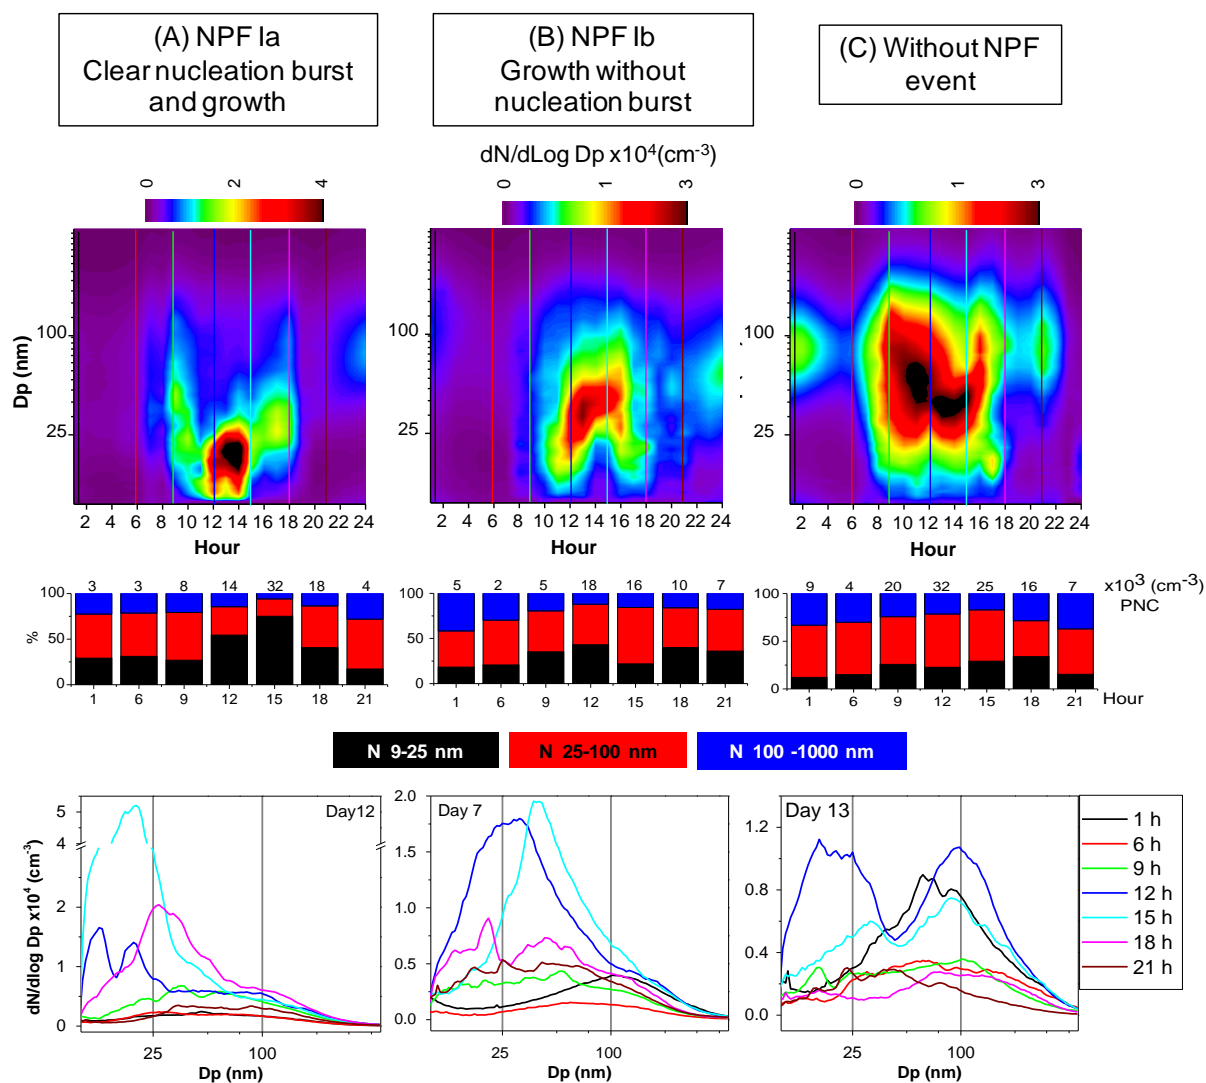 (A) NPF Ia
Clear nucleation burst
and growth
(B) NPF Ib
Growth without
nucleation burst
(C) Without NPF
event
dN/dLog Dp x10⁴(cm⁻³)
0 2 4
0 1 3
0 1 3
Dp (nm)
100
25
100
25
100
25
2 4 6 8 10 12 14 16 18 20 22 24
2 4 6 8 10 12 14 16 18 20 22 24
2 4 6 8 10 12 14 16 18 20 22 24
Hour
Hour
Hour
3 3 8 14 32 18 4
5 2 5 18 16 10 7
9 4 20 32 25 16 7
x10³ (cm⁻³)
PNC
%
100
50
0
100
50
0
100
50
0
1 6 9 12 15 18 21
1 6 9 12 15 18 21
1 6 9 12 15 18 21
Hour
N 9-25 nm
N 25-100 nm
N 100 -1000 nm
dN/dlog Dp x10⁴ (cm⁻³)
Day12
5
4
2
1
0
25 100
Dp (nm)
Day 7
2.0
1.5
1.0
0.5
0.0
25 100
Dp (nm)
Day 13
1.2
0.8
0.4
0.0
25 100
Dp (nm)
1 h
6 h
9 h
12 h
15 h
18 h
21 h